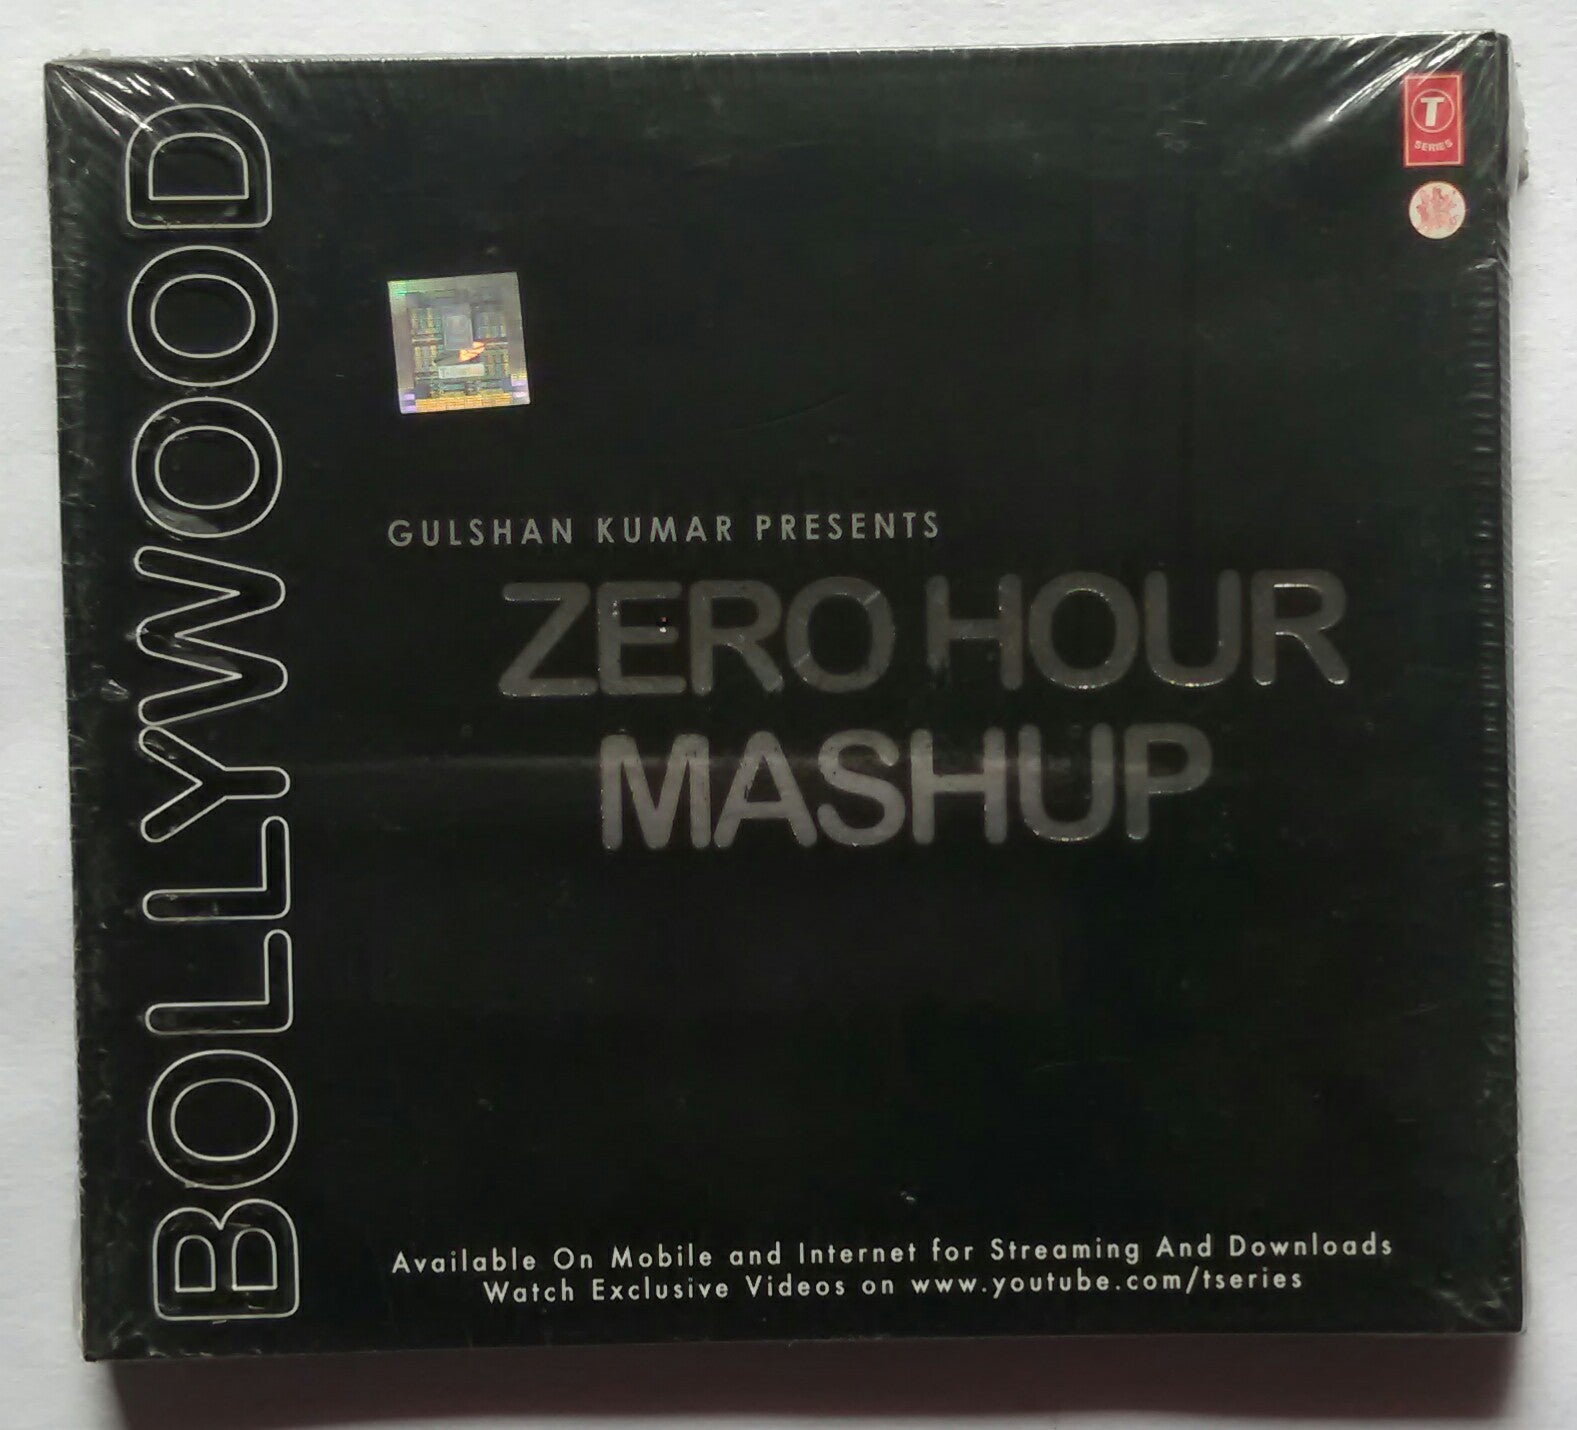 BOLLYWOOD
T
SERIES
GULSHAN KUMAR PRESENTS
ZERO HOUR
MASHUP
Available On Mobile and Internet for Streaming And Downloads
Watch Exclusive Videos on www.youtube.com/tseries